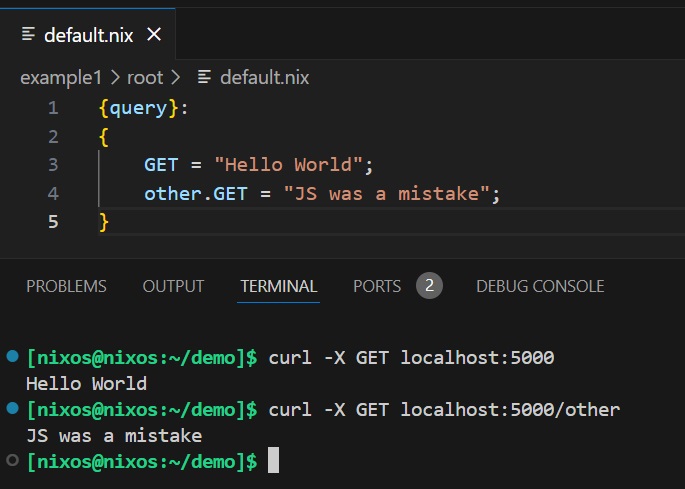 default.nix
example1 > root > default.nix
1 {query}:
2 {
3     GET = "Hello World";
4     other.GET = "JS was a mistake";
5 }
PROBLEMS OUTPUT TERMINAL PORTS 2 DEBUG CONSOLE
[nixos@nixos:~/demo]$ curl -X GET localhost:5000
Hello World
[nixos@nixos:~/demo]$ curl -X GET localhost:5000/other
JS was a mistake
[nixos@nixos:~/demo]$